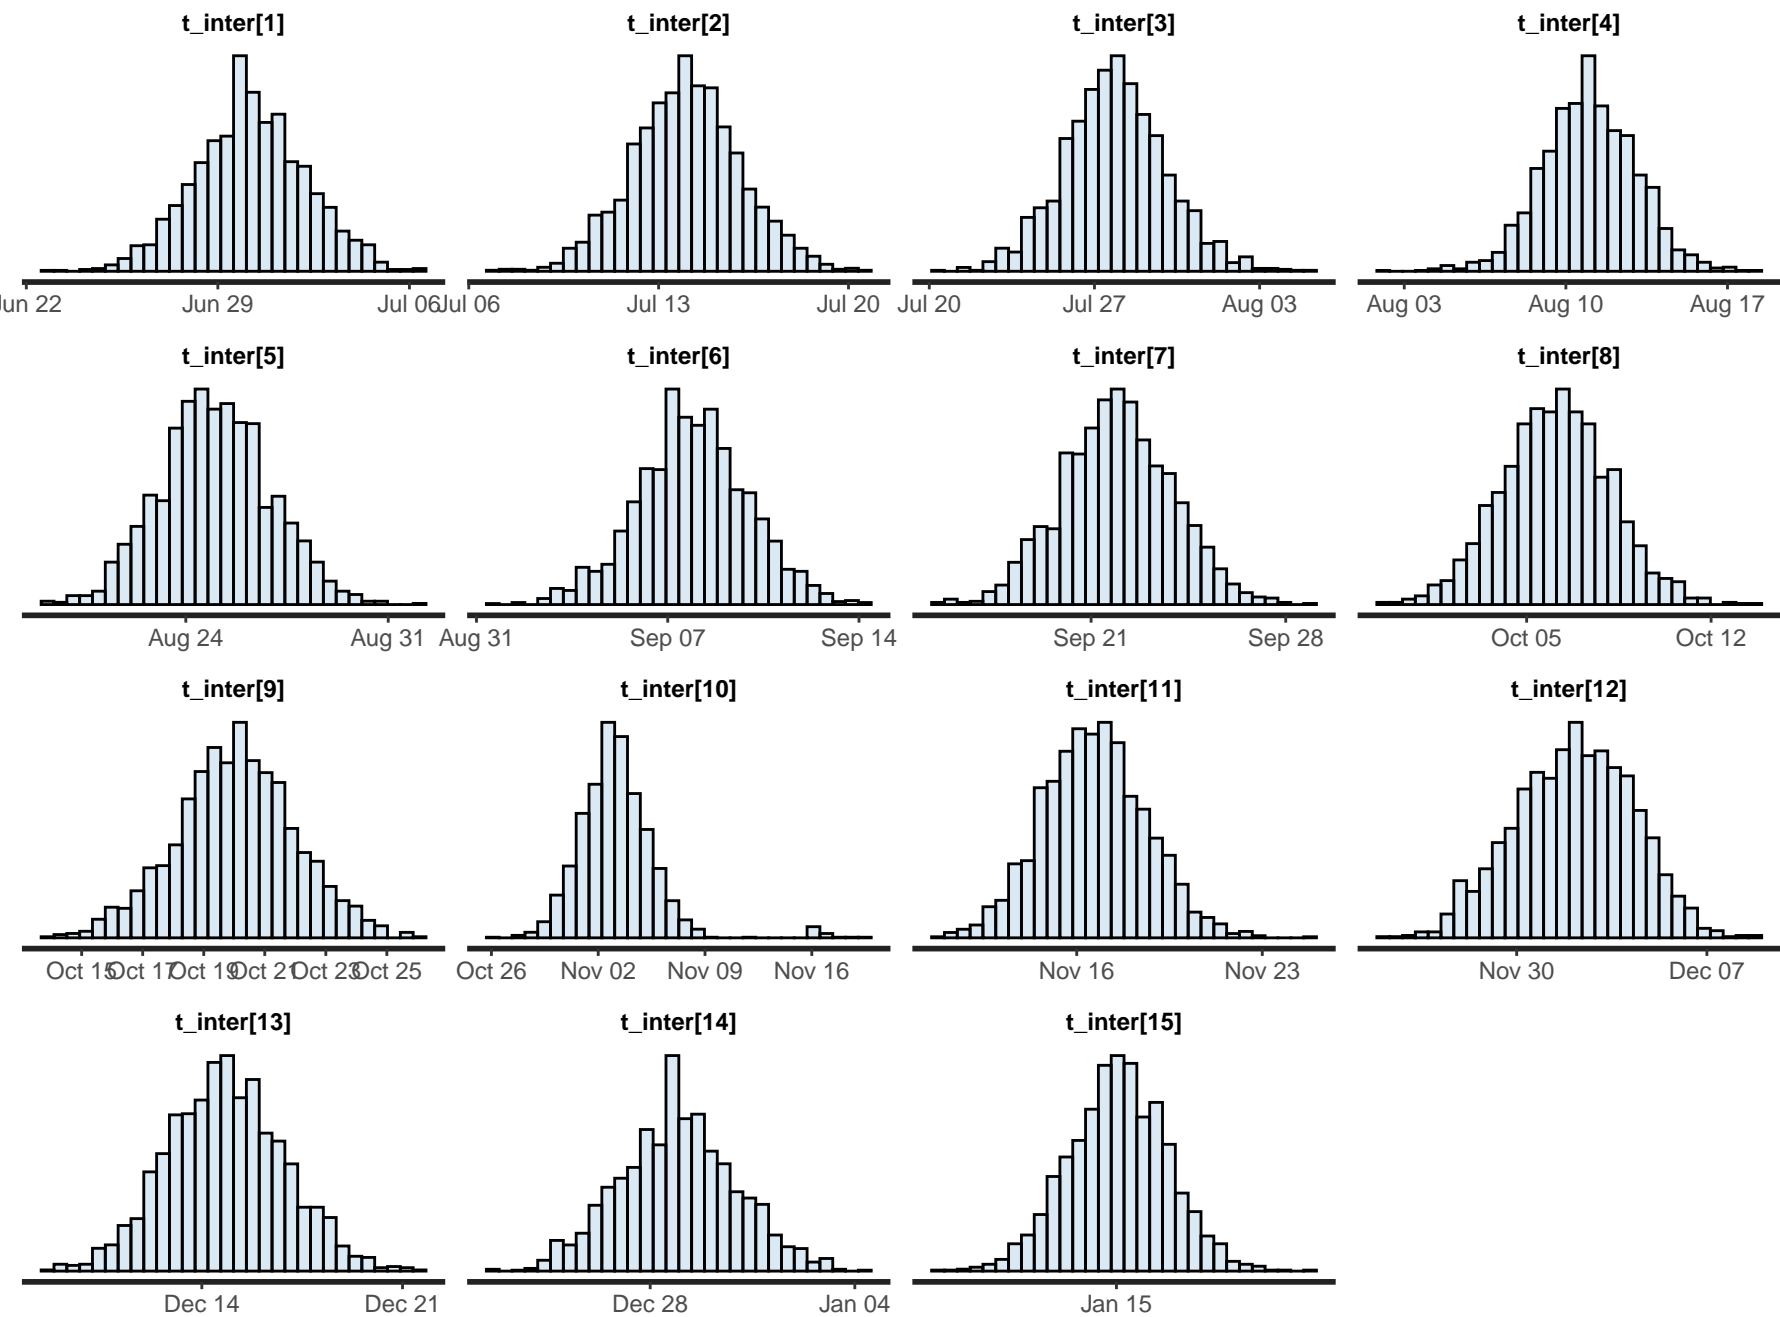 t_inter[1] t_inter[2] t_inter[3] t_inter[4]
Jun 22 Jun 29 Jul 06 Jul 06 Jul 13 Jul 20 Jul 20 Jul 27 Aug 03 Aug 03 Aug 10 Aug 17
t_inter[5] t_inter[6] t_inter[7] t_inter[8]
Aug 24 Aug 31 Aug 31 Sep 07 Sep 14 Sep 21 Sep 28 Oct 05 Oct 12
t_inter[9] t_inter[10] t_inter[11] t_inter[12]
Oct 15 Oct 17 Oct 19 Oct 21 Oct 23 Oct 25 Oct 26 Nov 02 Nov 09 Nov 16 Nov 16 Nov 23 Nov 30 Dec 07
t_inter[13] t_inter[14] t_inter[15]
Dec 14 Dec 21 Dec 28 Jan 04 Jan 15